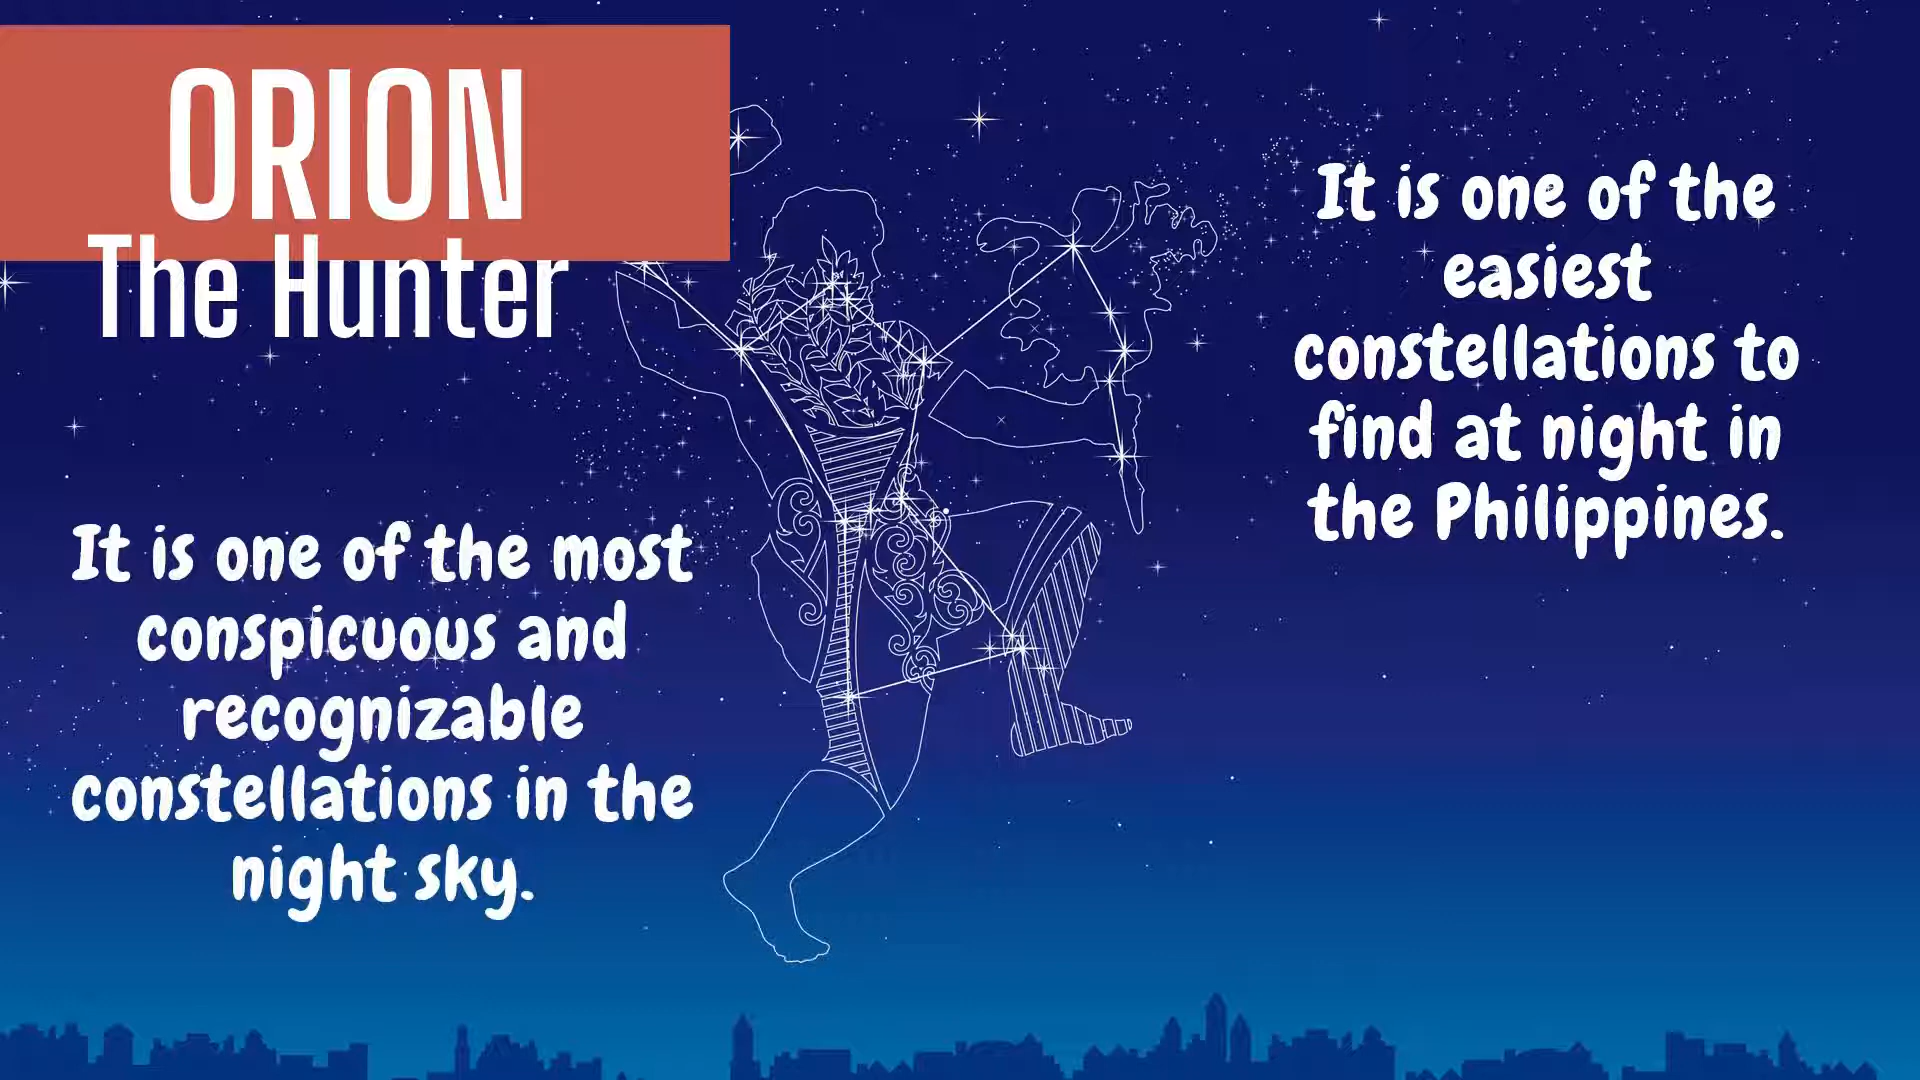 ORION
The Hunter
It is one of the most
conspicuous and
recognizable
constellations in the
night sky.
It is one of the
easiest
constellations to
find at night in
the Philippines.